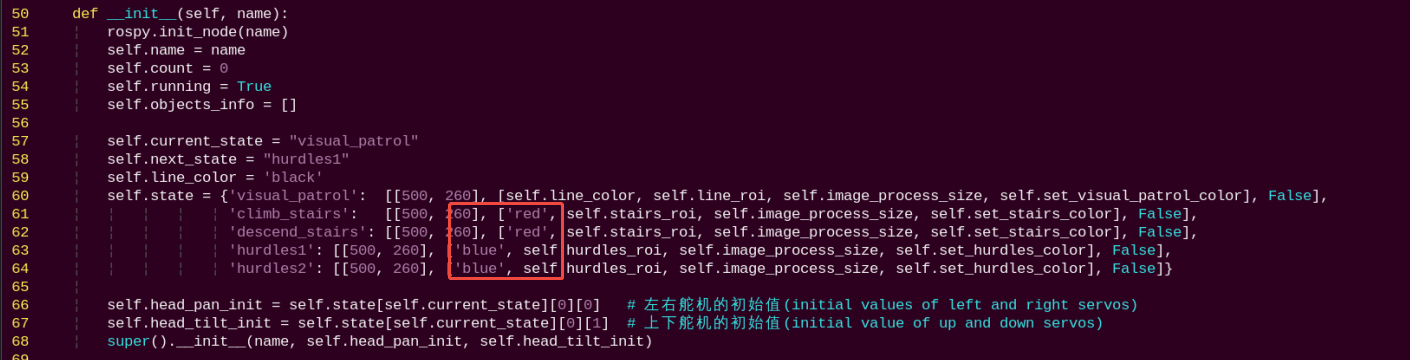 50 def __init__(self, name):
51 rospy.init_node(name)
52 self.name = name
53 self.count = 0
54 self.running = True
55 self.objects_info = []
56
57 self.current_state = "visual_patrol"
58 self.next_state = "hurdles1"
59 self.line_color = 'black'
60 self.state = {'visual_patrol':  [[500, 260], [self.line_color, self.line_roi, self.image_process_size, self.set_visual_patrol_color], False],
61 'climb_stairs':   [[500, 260], ['red', self.stairs_roi, self.image_process_size, self.set_stairs_color], False],
62 'descend_stairs': [[500, 260], ['red', self.stairs_roi, self.image_process_size, self.set_stairs_color], False],
63 'hurdles1': [[500, 260], ['blue', self.hurdles_roi, self.image_process_size, self.set_hurdles_color], False],
64 'hurdles2': [[500, 260], ['blue', self.hurdles_roi, self.image_process_size, self.set_hurdles_color], False]}
65
66 self.head_pan_init = self.state[self.current_state][0][0]   # 左右舵机的初始值(initial values of left and right servos)
67 self.head_tilt_init = self.state[self.current_state][0][1]  # 上下舵机的初始值(initial value of up and down servos)
68 super().__init__(name, self.head_pan_init, self.head_tilt_init)
69